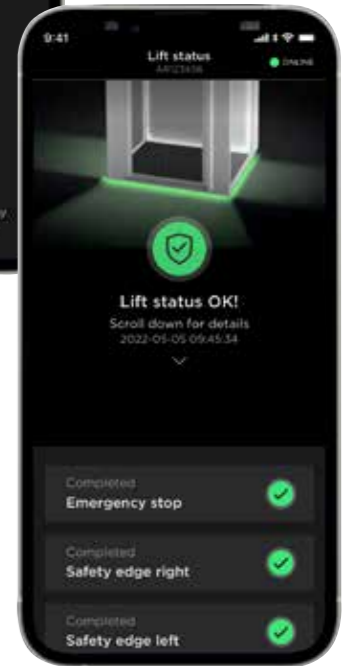 9:41
Lift status
ONLINE
Lift status OK!
Scroll down for details
2022-05-05 09:45:34
Completed
Emergency stop
Completed
Safety edge right
Completed
Safety edge left